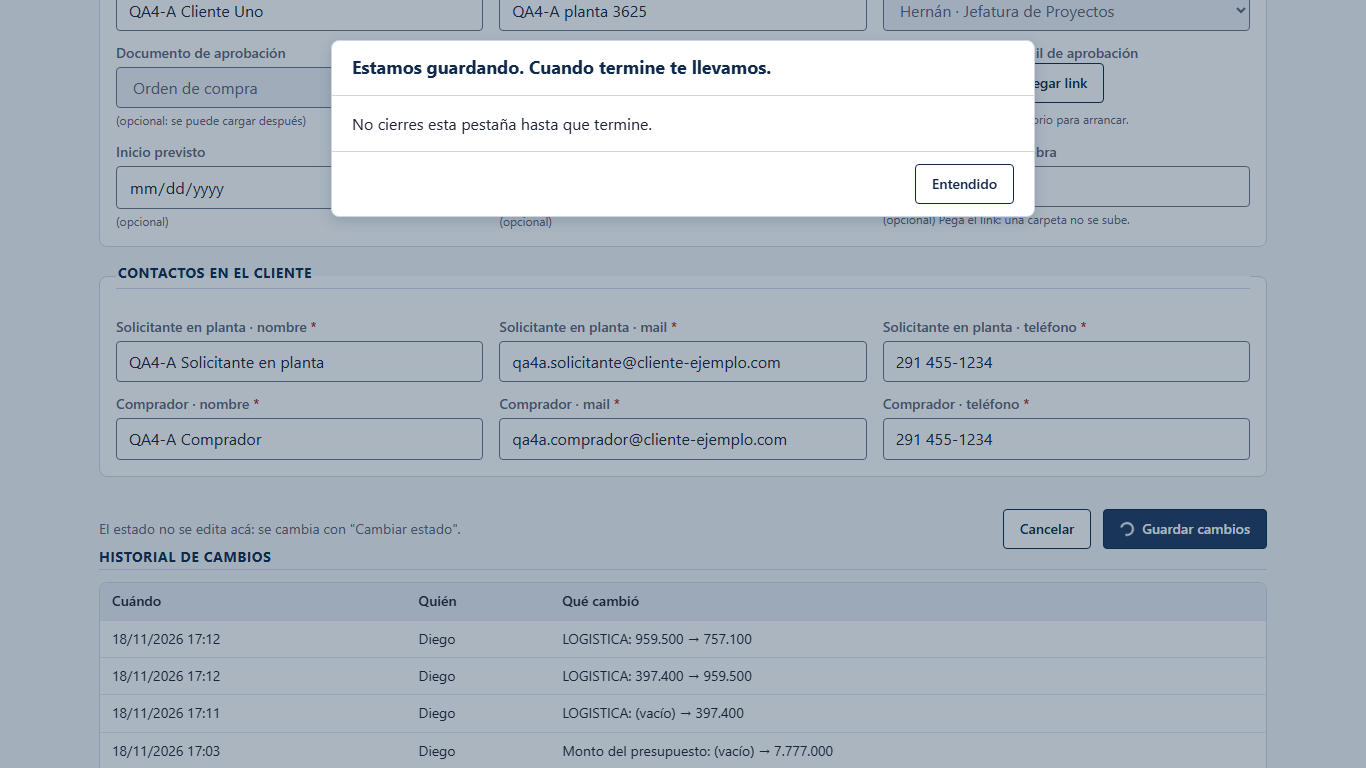 QA4-A Cliente Uno
QA4-A planta 3625
Hernán · Jefatura de Proyectos
Estamos guardando. Cuando termine te llevamos.
No cierres esta pestaña hasta que termine.
Entendido
Documento de aprobación
de aprobación
Orden de compra
link
(opcional: se puede cargar después)
para arrancar.
Inicio previsto
mm/dd/yyyy
(opcional)
(opcional)
(opcional) Pegá el link: una carpeta no se sube.
CONTACTOS EN EL CLIENTE
Solicitante en planta · nombre *
Solicitante en planta · mail *
Solicitante en planta · teléfono *
QA4-A Solicitante en planta
qa4a.solicitante@cliente-ejemplo.com
291 455-1234
Comprador · nombre *
Comprador · mail *
Comprador · teléfono *
QA4-A Comprador
qa4a.comprador@cliente-ejemplo.com
291 455-1234
El estado no se edita acá: se cambia con "Cambiar estado".
Cancelar
Guardar cambios
HISTORIAL DE CAMBIOS
Cuándo Quién Qué cambió
18/11/2026 17:12 Diego LOGISTICA: 959.500 → 757.100
18/11/2026 17:12 Diego LOGISTICA: 397.400 → 959.500
18/11/2026 17:11 Diego LOGISTICA: (vacío) → 397.400
18/11/2026 17:03 Diego Monto del presupuesto: (vacío) → 7.777.000